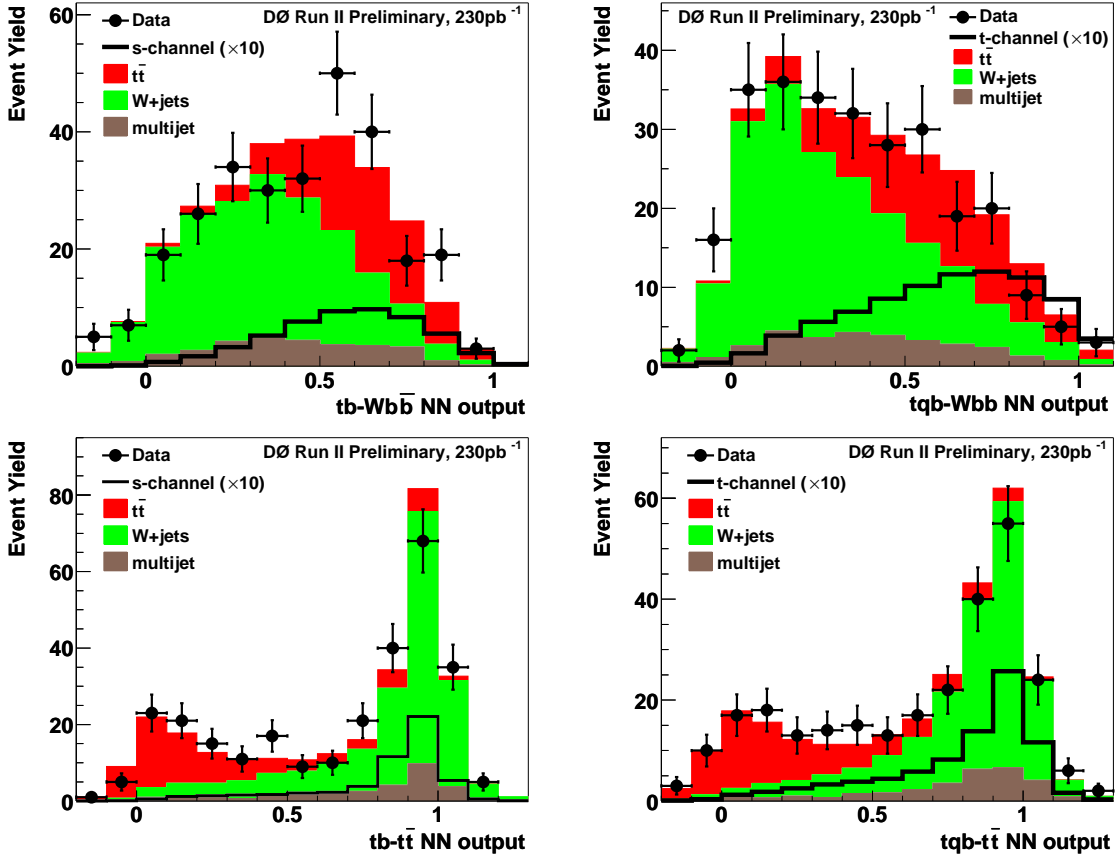 DØ Run II Preliminary, 230pb⁻¹
Event Yield
60
40
20
0
Data
s-channel (×10)
tt̄
W+jets
multijet
0 0.5 1
tb-Wbb̄ NN output
DØ Run II Preliminary, 230pb⁻¹
Event Yield
40
30
20
10
0
Data
t-channel (×10)
tt̄
W+jets
multijet
0 0.5 1
tqb-Wbb NN output
DØ Run II Preliminary, 230pb⁻¹
Event Yield
80
60
40
20
0
Data
s-channel (×10)
tt̄
W+jets
multijet
0 0.5 1
tb-tt̄ NN output
DØ Run II Preliminary, 230pb⁻¹
Event Yield
60
40
20
0
Data
t-channel (×10)
tt̄
W+jets
multijet
0 0.5 1
tqb-tt̄ NN output